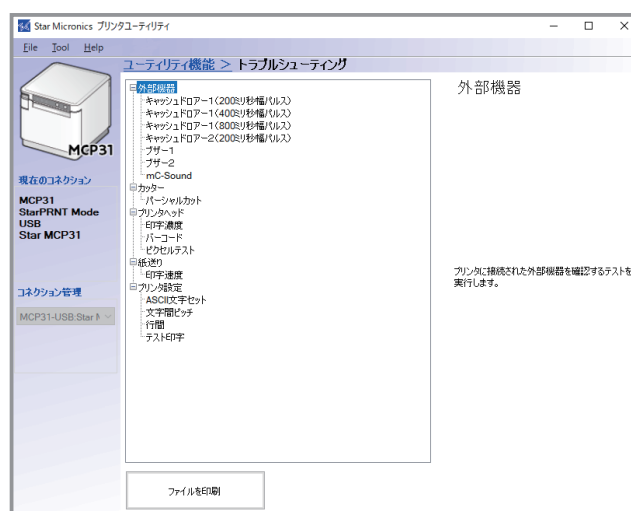 Star Micronics プリンタユーティリティ
File Tool Help
ユーティリティ機能 > トラブルシューティング
MCP31
現在のコネクション
MCP31
StarPRNT Mode
USB
Star MCP31
コネクション管理
MCP31-USB:Star M
外部機器
キャッシュドロアー1(200ミリ秒幅パルス)
キャッシュドロアー1(400ミリ秒幅パルス)
キャッシュドロアー1(800ミリ秒幅パルス)
キャッシュドロアー2(200ミリ秒幅パルス)
ブザー1
ブザー2
mC-Sound
カッター
パーシャルカット
プリンタヘッド
印字濃度
バーコード
ピクセルテスト
紙送り
印字速度
プリンタ設定
ASCII文字セット
文字間ピッチ
行間
テスト印字
外部機器
プリンタに接続された外部機器を確認するテストを
実行します。
ファイルを印刷